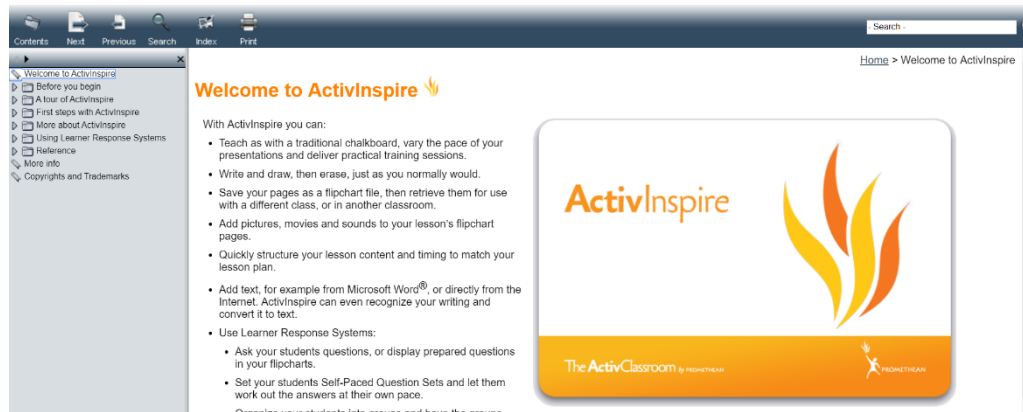 Contents Next Previous Search Index Print
- Search -
Home > Welcome to ActivInspire
Welcome to ActivInspire
Before you begin
A tour of ActivInspire
First steps with ActivInspire
More about ActivInspire
Using Learner Response Systems
Reference
More info
Copyrights and Trademarks
Welcome to ActivInspire
With ActivInspire you can:
• Teach as with a traditional chalkboard, vary the pace of your
presentations and deliver practical training sessions.
• Write and draw, then erase, just as you normally would.
• Save your pages as a flipchart file, then retrieve them for use
with a different class, or in another classroom.
• Add pictures, movies and sounds to your lesson's flipchart
pages.
• Quickly structure your lesson content and timing to match your
lesson plan.
• Add text, for example from Microsoft Word®, or directly from the
Internet. ActivInspire can even recognize your writing and
convert it to text.
• Use Learner Response Systems:
• Ask your students questions, or display prepared questions
in your flipcharts.
• Set your students Self-Paced Question Sets and let them
work out the answers at their own pace.
• Organize your students into groups and have the groups
ActivInspire
The ActivClassroom by PROMETHEAN
PROMETHEAN